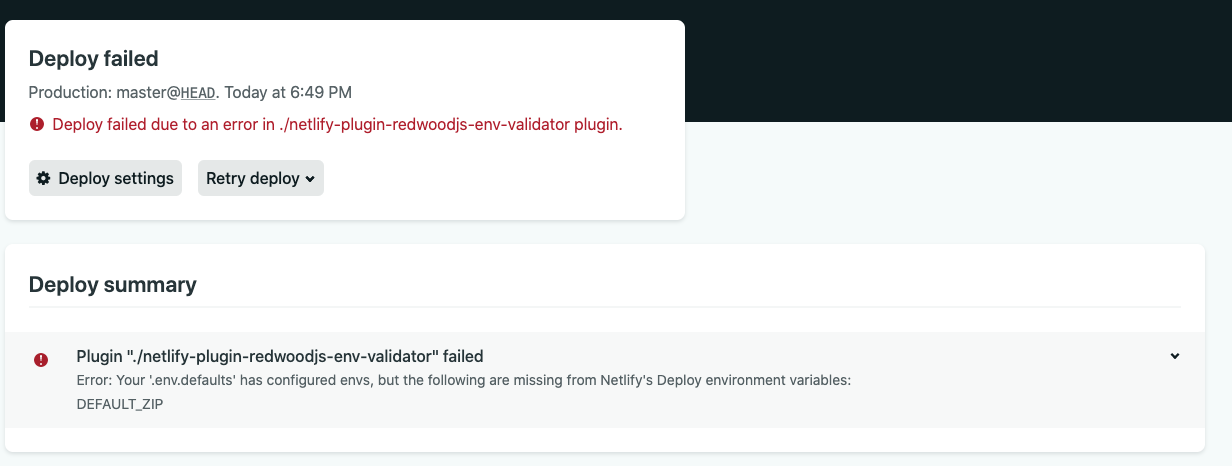 Deploy failed
Production: master@HEAD. Today at 6:49 PM
Deploy failed due to an error in ./netlify-plugin-redwoodjs-env-validator plugin.
Deploy settings
Retry deploy
Deploy summary
Plugin "./netlify-plugin-redwoodjs-env-validator" failed
Error: Your '.env.defaults' has configured envs, but the following are missing from Netlify's Deploy environment variables:
DEFAULT_ZIP